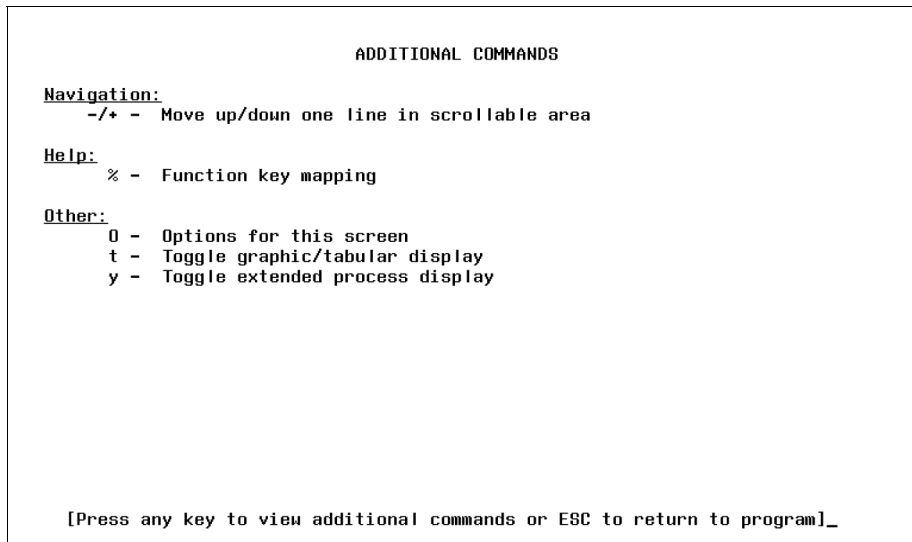 ADDITIONAL COMMANDS
Navigation:
-/+ - Move up/down one line in scrollable area
Help:
% - Function key mapping
Other:
O - Options for this screen
t - Toggle graphic/tabular display
y - Toggle extended process display
[Press any key to view additional commands or ESC to return to program]_